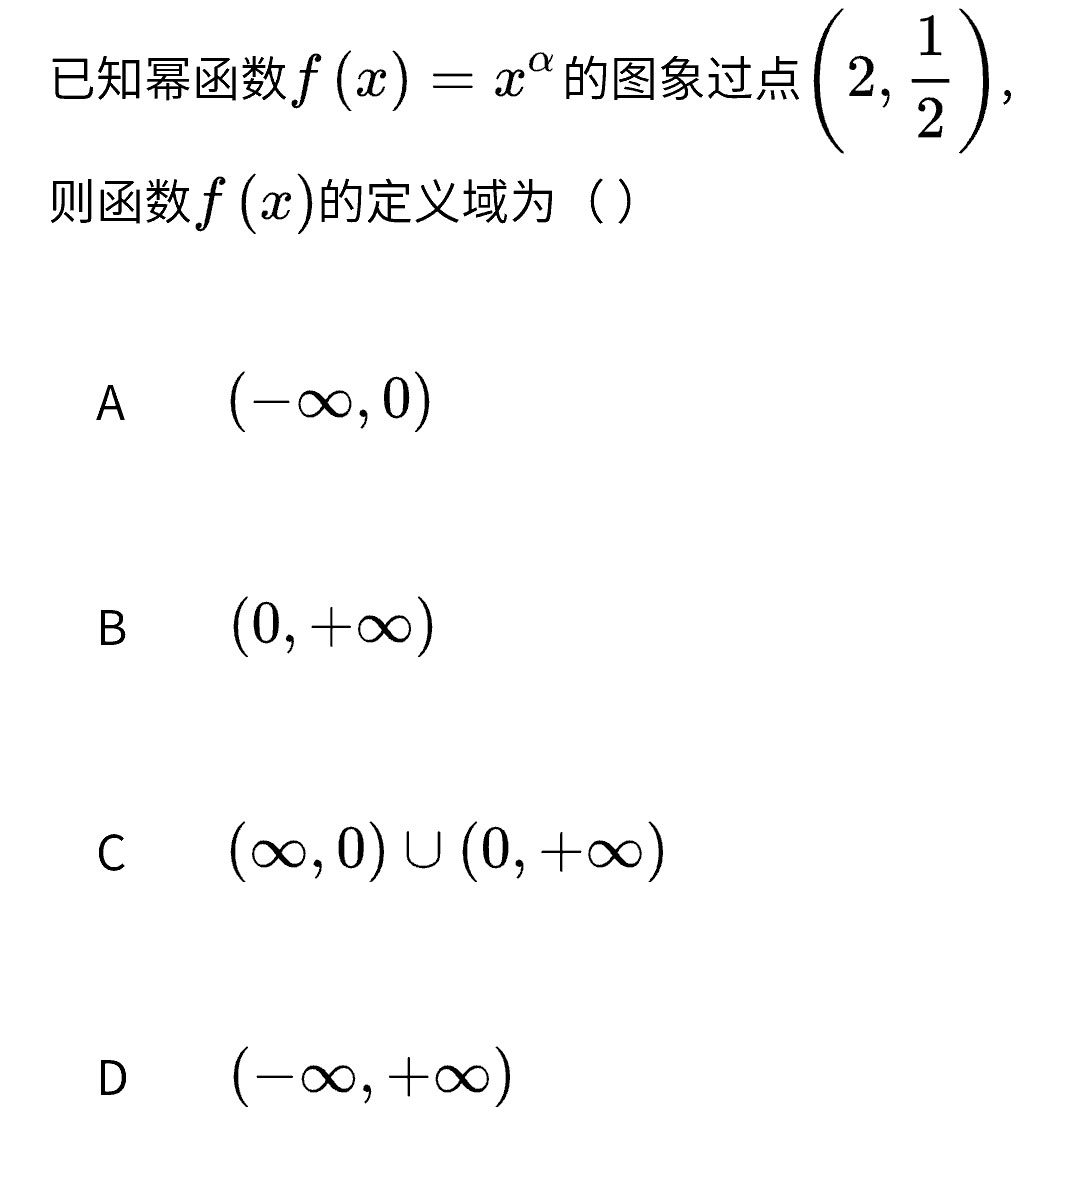 已知幂函数$f(x)=x^{\alpha}$的图象过点$\left(2,\dfrac{1}{2}\right)$,
则函数$f(x)$的定义域为（ ）
A $(-\infty,0)$
B $(0,+\infty)$
C $(\infty,0)\cup(0,+\infty)$
D $(-\infty,+\infty)$